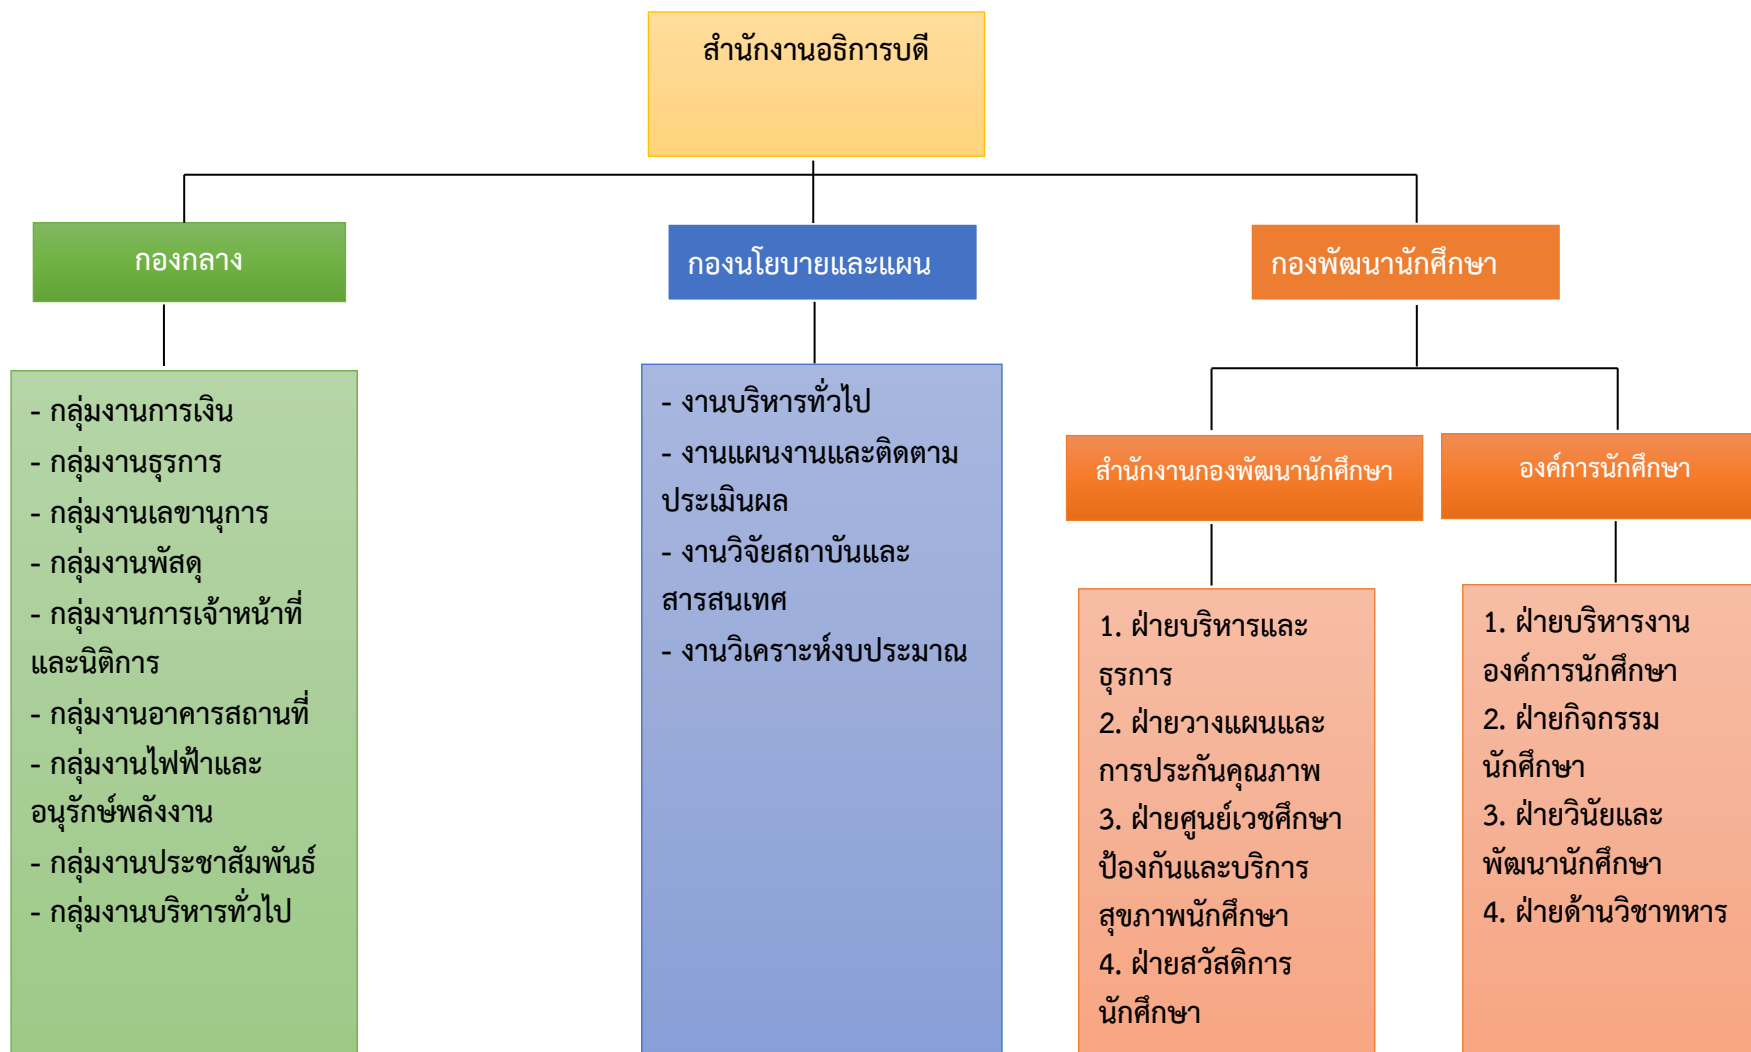 สำนักงานอธิการบดี
กองกลาง
กองนโยบายและแผน
กองพัฒนานักศึกษา
- กลุ่มงานการเงิน
- กลุ่มงานธุรการ
- กลุ่มงานเลขานุการ
- กลุ่มงานพัสดุ
- กลุ่มงานการเจ้าหน้าที่
และนิติการ
- กลุ่มงานอาคารสถานที่
- กลุ่มงานไฟฟ้าและ
อนุรักษ์พลังงาน
- กลุ่มงานประชาสัมพันธ์
- กลุ่มงานบริหารทั่วไป
- งานบริหารทั่วไป
- งานแผนงานและติดตาม
ประเมินผล
- งานวิจัยสถาบันและ
สารสนเทศ
- งานวิเคราะห์งบประมาณ
สำนักงานกองพัฒนานักศึกษา
องค์การนักศึกษา
1. ฝ่ายบริหารและ
ธุรการ
2. ฝ่ายวางแผนและ
การประกันคุณภาพ
3. ฝ่ายศูนย์เวชศึกษา
ป้องกันและบริการ
สุขภาพนักศึกษา
4. ฝ่ายสวัสดิการ
นักศึกษา
1. ฝ่ายบริหารงาน
องค์การนักศึกษา
2. ฝ่ายกิจกรรม
นักศึกษา
3. ฝ่ายวินัยและ
พัฒนานักศึกษา
4. ฝ่ายด้านวิชาทหาร